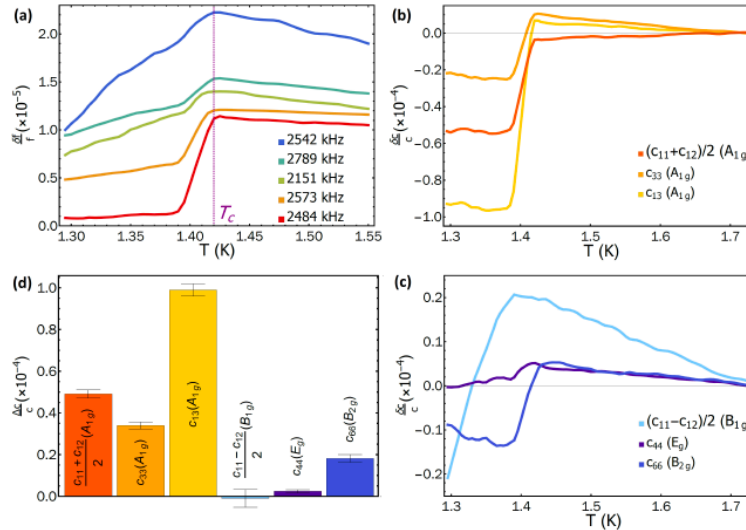 (a)
Δf/f (×10⁻⁵)
2.0
1.5
1.0
0.5
0.0
2542 kHz
2789 kHz
2151 kHz
2573 kHz
2484 kHz
Tc
1.30 1.35 1.40 1.45 1.50 1.55
T (K)
(b)
δc/c (×10⁻⁴)
0.0
−0.2
−0.4
−0.6
−0.8
−1.0
(c₁₁+c₁₂)/2 (A₁g)
c₃₃ (A₁g)
c₁₃ (A₁g)
1.3 1.4 1.5 1.6 1.7
T (K)
(d)
Δc/c (×10⁻⁴)
1.0
0.8
0.6
0.4
0.2
0.0
c₁₁ + c₁₂/2 (A₁g)
c₃₃(A₁g)
c₁₃(A₁g)
c₁₁ − c₁₂/2 (B₁g)
c₄₄(Eg)
c₆₆(B₂g)
(c)
δc/c (×10⁻⁴)
0.2
0.1
0.0
−0.1
−0.2
(c₁₁−c₁₂)/2 (B₁g)
c₄₄ (Eg)
c₆₆ (B₂g)
1.3 1.4 1.5 1.6 1.7
T (K)